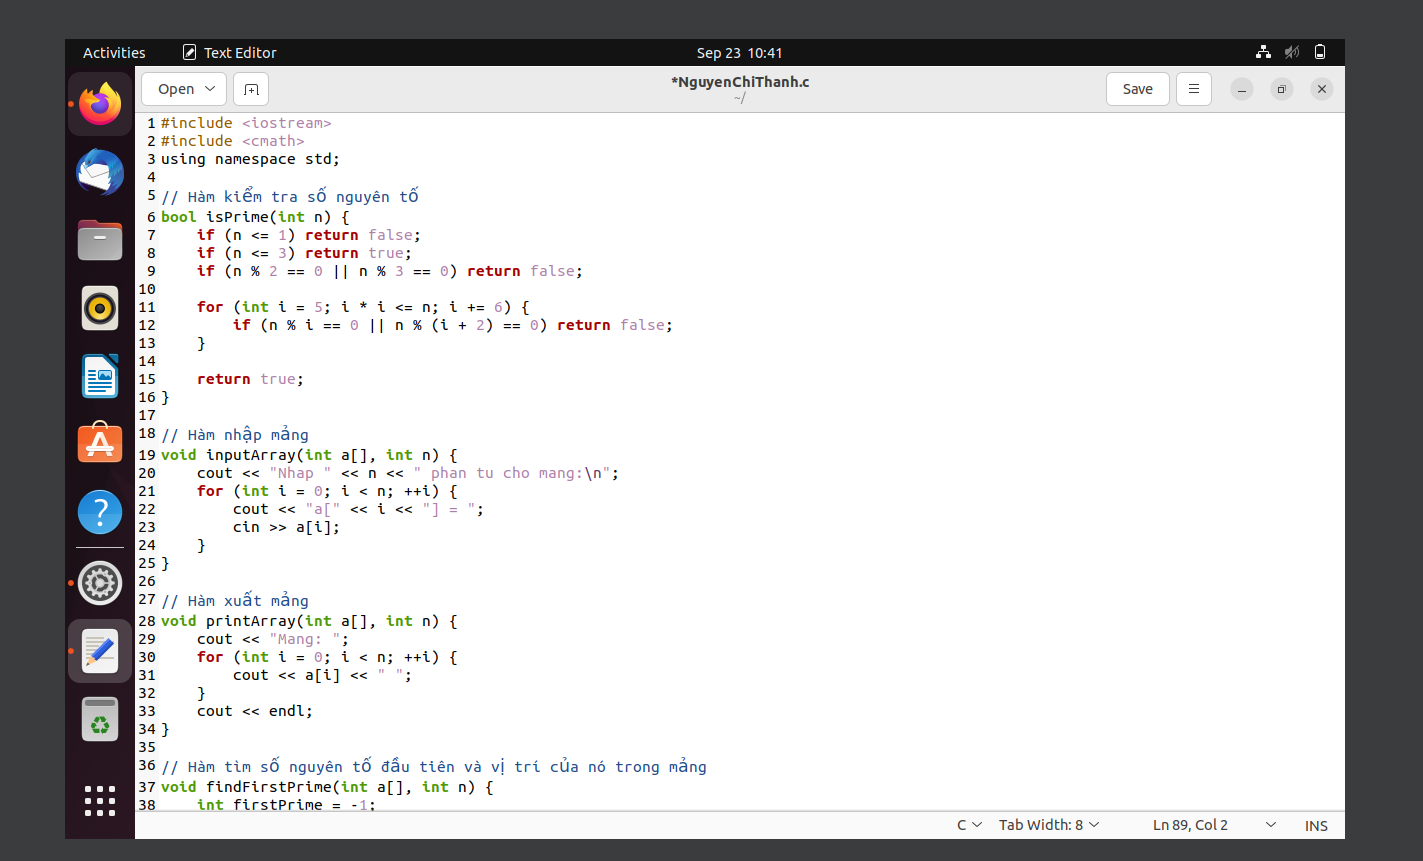 Activities
Text Editor
Sep 23 10:41
Open
*NguyenChiThanh.c
~/
Save
1 #include <iostream>
2 #include <cmath>
3 using namespace std;
4
5 // Hàm kiểm tra số nguyên tố
6 bool isPrime(int n) {
7     if (n <= 1) return false;
8     if (n <= 3) return true;
9     if (n % 2 == 0 || n % 3 == 0) return false;
10
11     for (int i = 5; i * i <= n; i += 6) {
12         if (n % i == 0 || n % (i + 2) == 0) return false;
13     }
14
15     return true;
16 }
17
18 // Hàm nhập mảng
19 void inputArray(int a[], int n) {
20     cout << "Nhap " << n << " phan tu cho mang:\n";
21     for (int i = 0; i < n; ++i) {
22         cout << "a[" << i << "] = ";
23         cin >> a[i];
24     }
25 }
26
27 // Hàm xuất mảng
28 void printArray(int a[], int n) {
29     cout << "Mang: ";
30     for (int i = 0; i < n; ++i) {
31         cout << a[i] << " ";
32     }
33     cout << endl;
34 }
35
36 // Hàm tìm số nguyên tố đầu tiên và vị trí của nó trong mảng
37 void findFirstPrime(int a[], int n) {
38     int firstPrime = -1;
C
Tab Width: 8
Ln 89, Col 2
INS